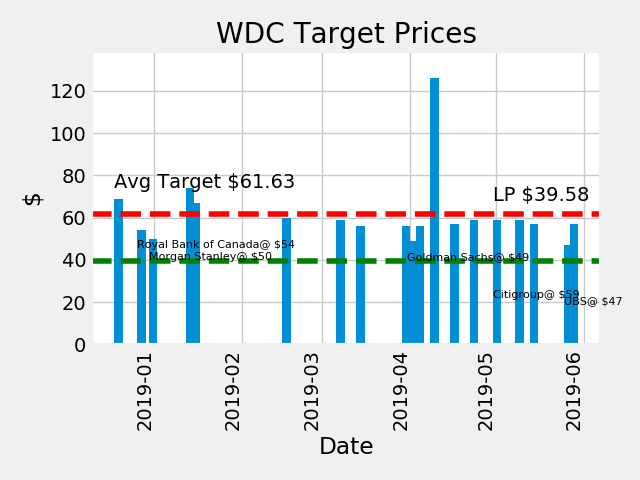 WDC Target Prices
$
120
100
80
60
40
20
0
Avg Target $61.63
LP $39.58
Royal Bank of Canada@ $54
Morgan Stanley@ $50
Goldman Sachs@ $49
Citigroup@ $59
UBS@ $47
2019-01
2019-02
2019-03
2019-04
2019-05
2019-06
Date